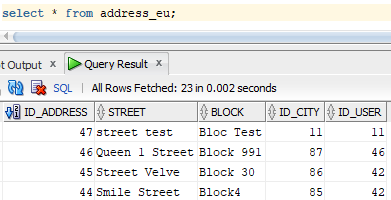 select * from address_eu;
t Output Query Result
SQL All Rows Fetched: 23 in 0.002 seconds
ID_ADDRESS STREET BLOCK ID_CITY ID_USER
47 street test Bloc Test 11 11
46 Queen l Street Block 991 87 46
45 Street Velve Block 30 86 42
44 Smile Street Block4 85 42